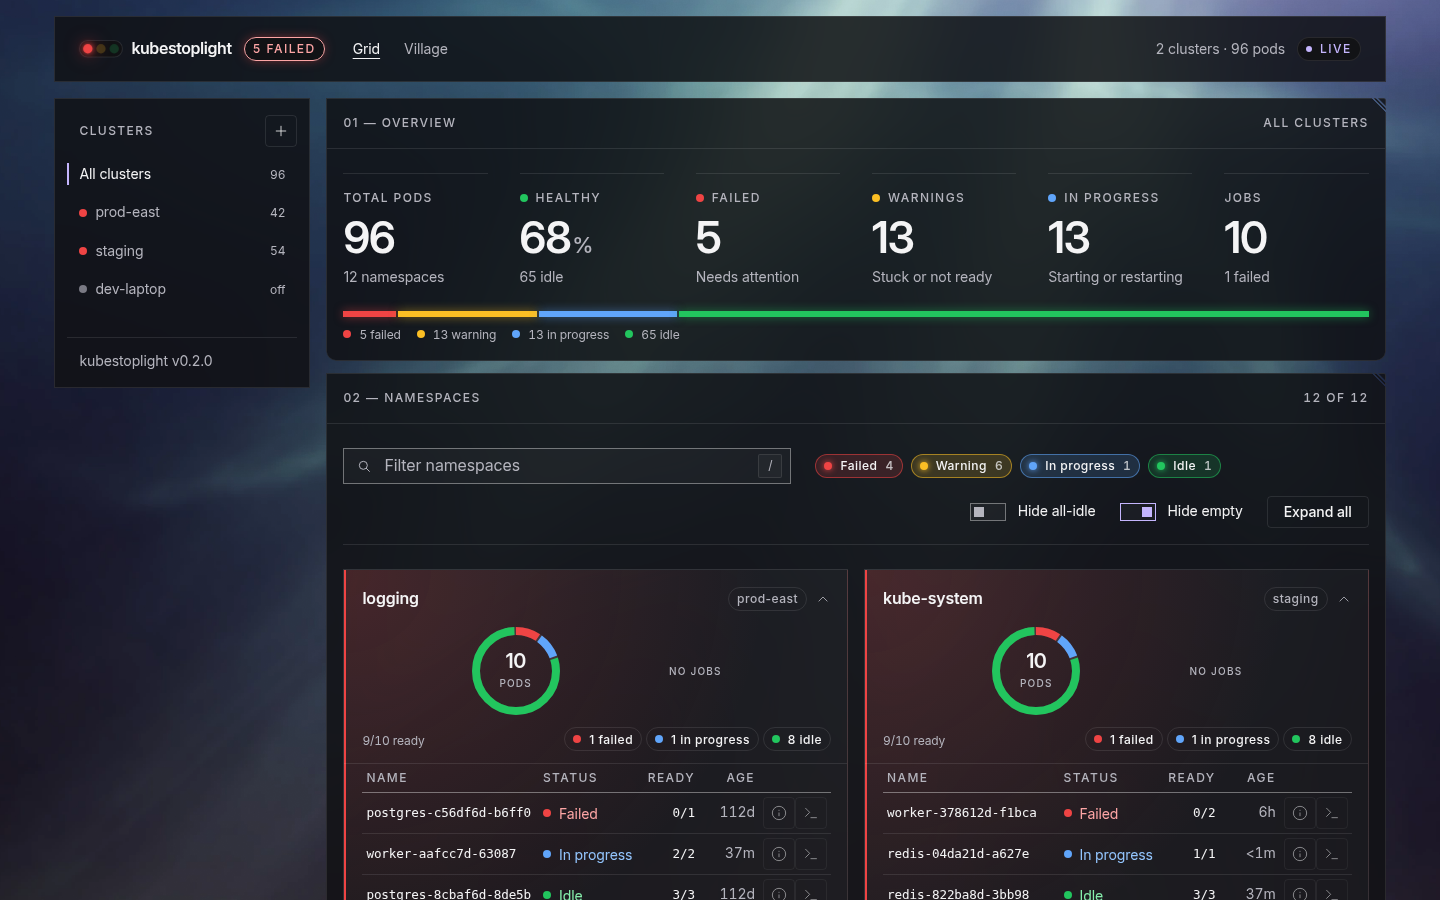 kubestoplight 5 FAILED Grid Village 2 clusters · 96 pods LIVE
CLUSTERS
All clusters 96
prod-east 42
staging 54
dev-laptop off
kubestoplight v0.2.0
01 — OVERVIEW ALL CLUSTERS
TOTAL PODS HEALTHY FAILED WARNINGS IN PROGRESS JOBS
96 68% 5 13 13 10
12 namespaces 65 idle Needs attention Stuck or not ready Starting or restarting 1 failed
5 failed 13 warning 13 in progress 65 idle
02 — NAMESPACES 12 OF 12
Filter namespaces / Failed 4 Warning 6 In progress 1 Idle 1
Hide all-idle Hide empty Expand all
logging prod-east
10
PODS
NO JOBS
9/10 ready 1 failed 1 in progress 8 idle
NAME STATUS READY AGE
postgres-c56df6d-b6ff0 Failed 0/1 112d
worker-aafcc7d-63087 In progress 2/2 37m
postgres-8cbaf6d-8de5b Idle 3/3 112d
kube-system staging
10
PODS
NO JOBS
9/10 ready 1 failed 1 in progress 8 idle
NAME STATUS READY AGE
worker-378612d-f1bca Failed 0/2 6h
redis-04da21d-a627e In progress 1/1 <1m
redis-822ba8d-3bb98 Idle 3/3 37m